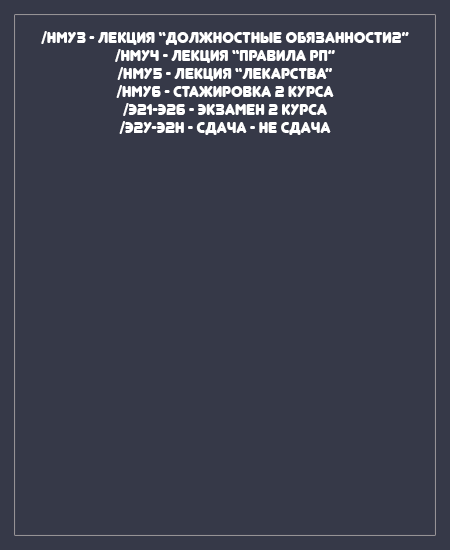 /НМУ3 - ЛЕКЦИЯ "ДОЛЖНОСТНЫЕ ОБЯЗАННОСТИ2"
/НМУ4 - ЛЕКЦИЯ "ПРАВИЛА РП"
/НМУ5 - ЛЕКЦИЯ "ЛЕКАРСТВА"
/НМУ6 - СТАЖИРОВКА 2 КУРСА
/Э21-Э26 - ЭКЗАМЕН 2 КУРСА
/Э2У-Э2Н - СДАЧА - НЕ СДАЧА